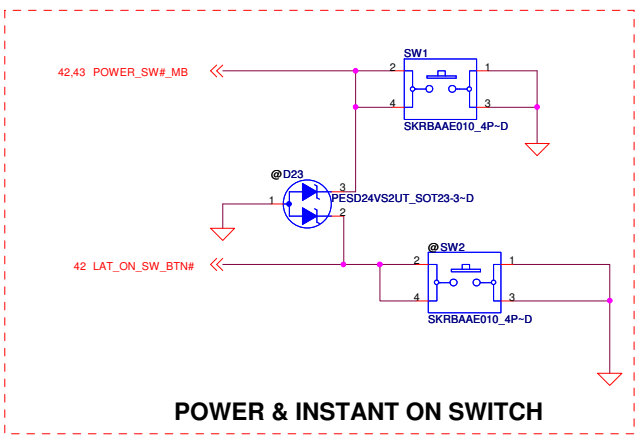 SW1
42,43 POWER_SW#_MB
2
1
4
3
SKRBAAE010_4P~D
@D23
3
PESD24VS2UT_SOT23-3~D
1
2
@SW2
42 LAT_ON_SW_BTN#
2
1
4
3
SKRBAAE010_4P~D
POWER & INSTANT ON SWITCH